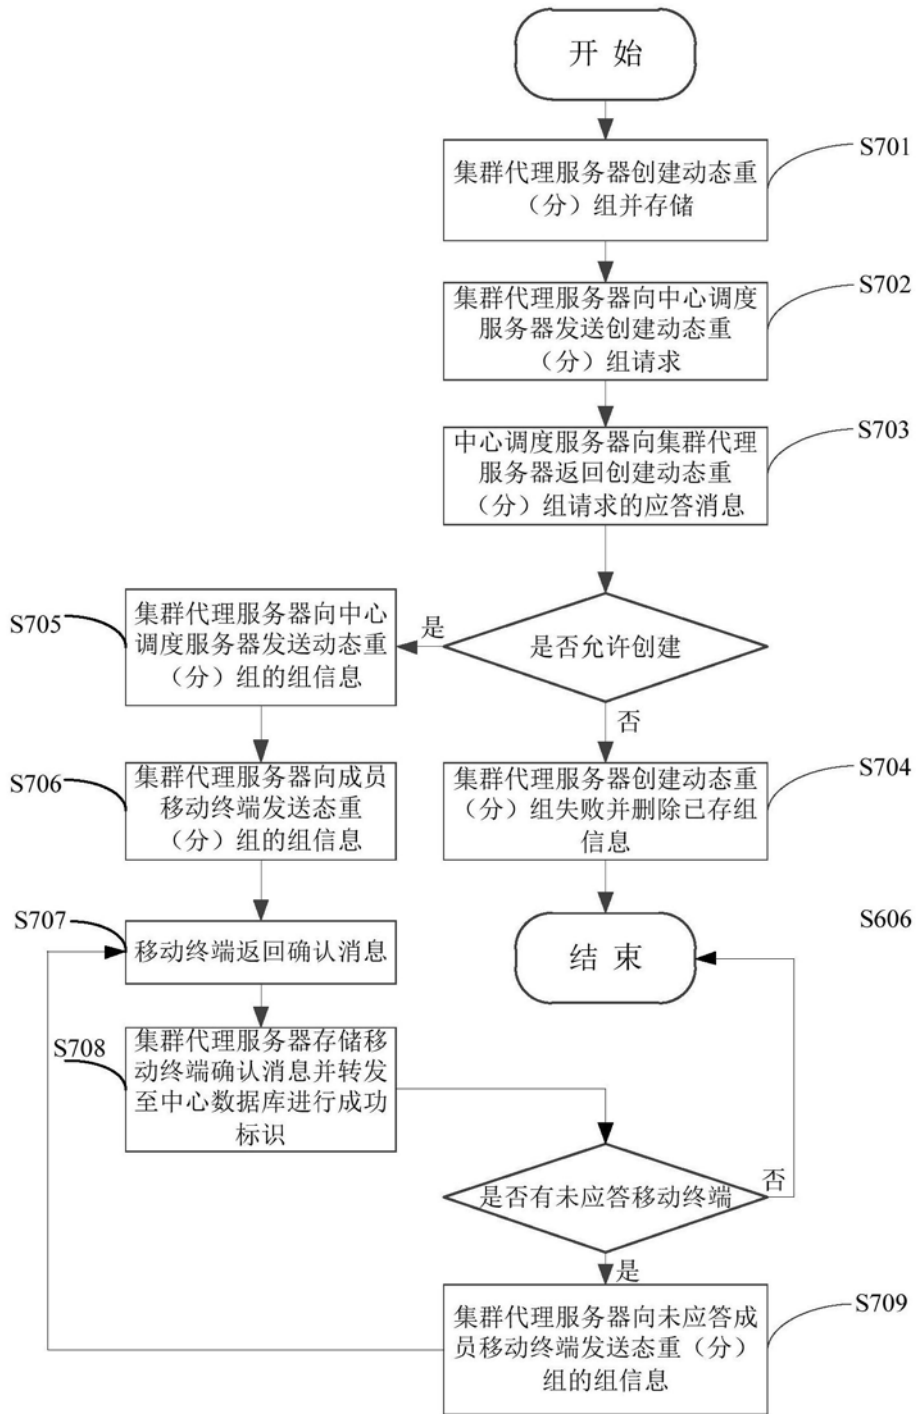 开 始
集群代理服务器创建动态重
（分）组并存储
S701
集群代理服务器向中心调度
服务器发送创建动态重
（分）组请求
S702
中心调度服务器向集群代理
服务器返回创建动态重
（分）组请求的应答消息
S703
是否允许创建
是
否
S705
集群代理服务器向中心
调度服务器发送动态重
（分）组的组信息
集群代理服务器创建动态重
（分）组失败并删除已存组
信息
S704
S706
集群代理服务器向成员
移动终端发送态重
（分）组的组信息
S707
移动终端返回确认消息
结 束
S606
S708
集群代理服务器存储移
动终端确认消息并转发
至中心数据库进行成功
标识
是否有未应答移动终端
否
是
集群代理服务器向未应答成
员移动终端发送态重（分）
组的组信息
S709